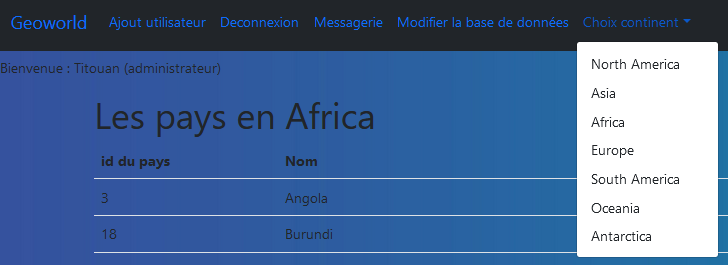 Geoworld Ajout utilisateur Deconnexion Messagerie Modifier la base de données Choix continent
North America
Asia
Africa
Europe
South America
Oceania
Antarctica
Bienvenue : Titouan (administrateur)
Les pays en Africa
id du pays Nom
3 Angola
18 Burundi